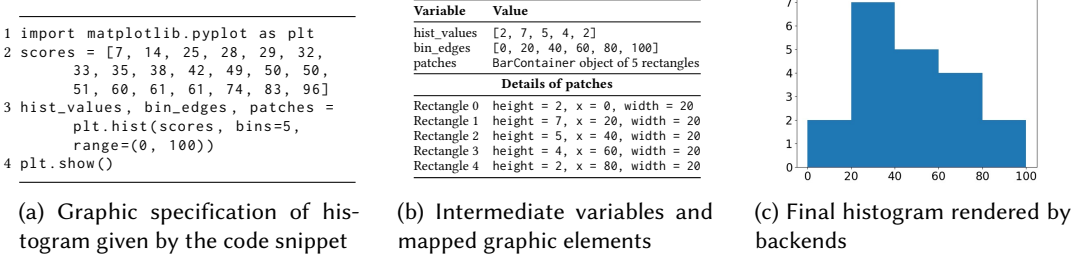 1 import matplotlib.pyplot as plt
2 scores = [7, 14, 25, 28, 29, 32,
33, 35, 38, 42, 49, 50, 50,
51, 60, 61, 61, 74, 83, 96]
3 hist_values, bin_edges, patches =
plt.hist(scores, bins=5,
range=(0, 100))
4 plt.show()
(a) Graphic specification of his-
togram given by the code snippet
Variable Value
hist_values [2, 7, 5, 4, 2]
bin_edges [0, 20, 40, 60, 80, 100]
patches BarContainer object of 5 rectangles
Details of patches
Rectangle 0 height = 2, x = 0, width = 20
Rectangle 1 height = 7, x = 20, width = 20
Rectangle 2 height = 5, x = 40, width = 20
Rectangle 3 height = 4, x = 60, width = 20
Rectangle 4 height = 2, x = 80, width = 20
(b) Intermediate variables and
mapped graphic elements
7
6
5
4
3
2
1
0
0 20 40 60 80 100
(c) Final histogram rendered by
backends